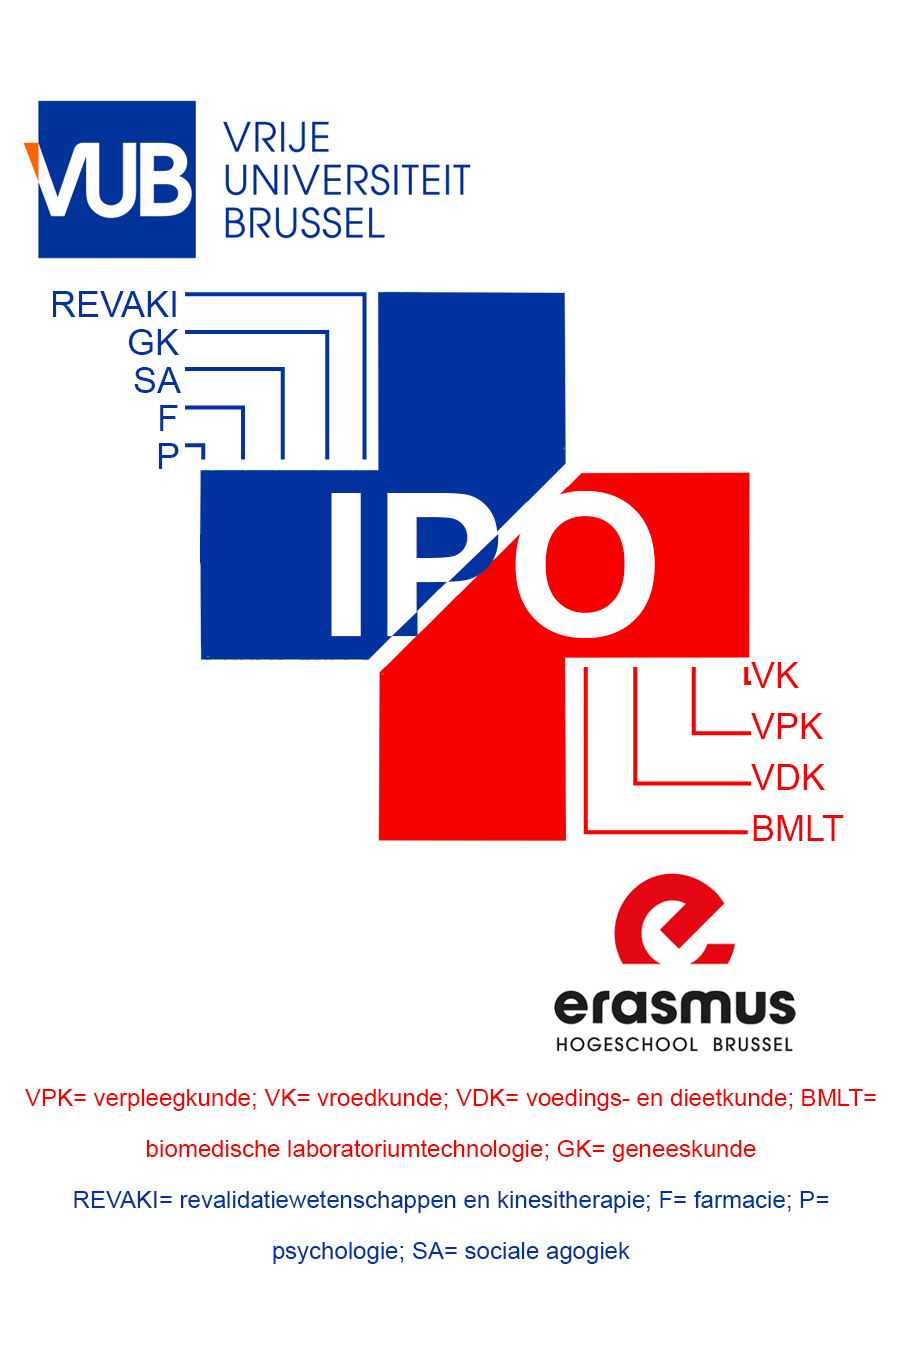 VUB
VRIJE
UNIVERSITEIT
BRUSSEL
REVAKI
GK
SA
F
P
IPO
VK
VPK
VDK
BMLT
e
erasmus
HOGESCHOOL BRUSSEL
VPK= verpleegkunde; VK= vroedkunde; VDK= voedings- en dieetkunde; BMLT=
biomedische laboratoriumtechnologie; GK= geneeskunde
REVAKI= revalidatiewetenschappen en kinesitherapie; F= farmacie; P=
psychologie; SA= sociale agogiek